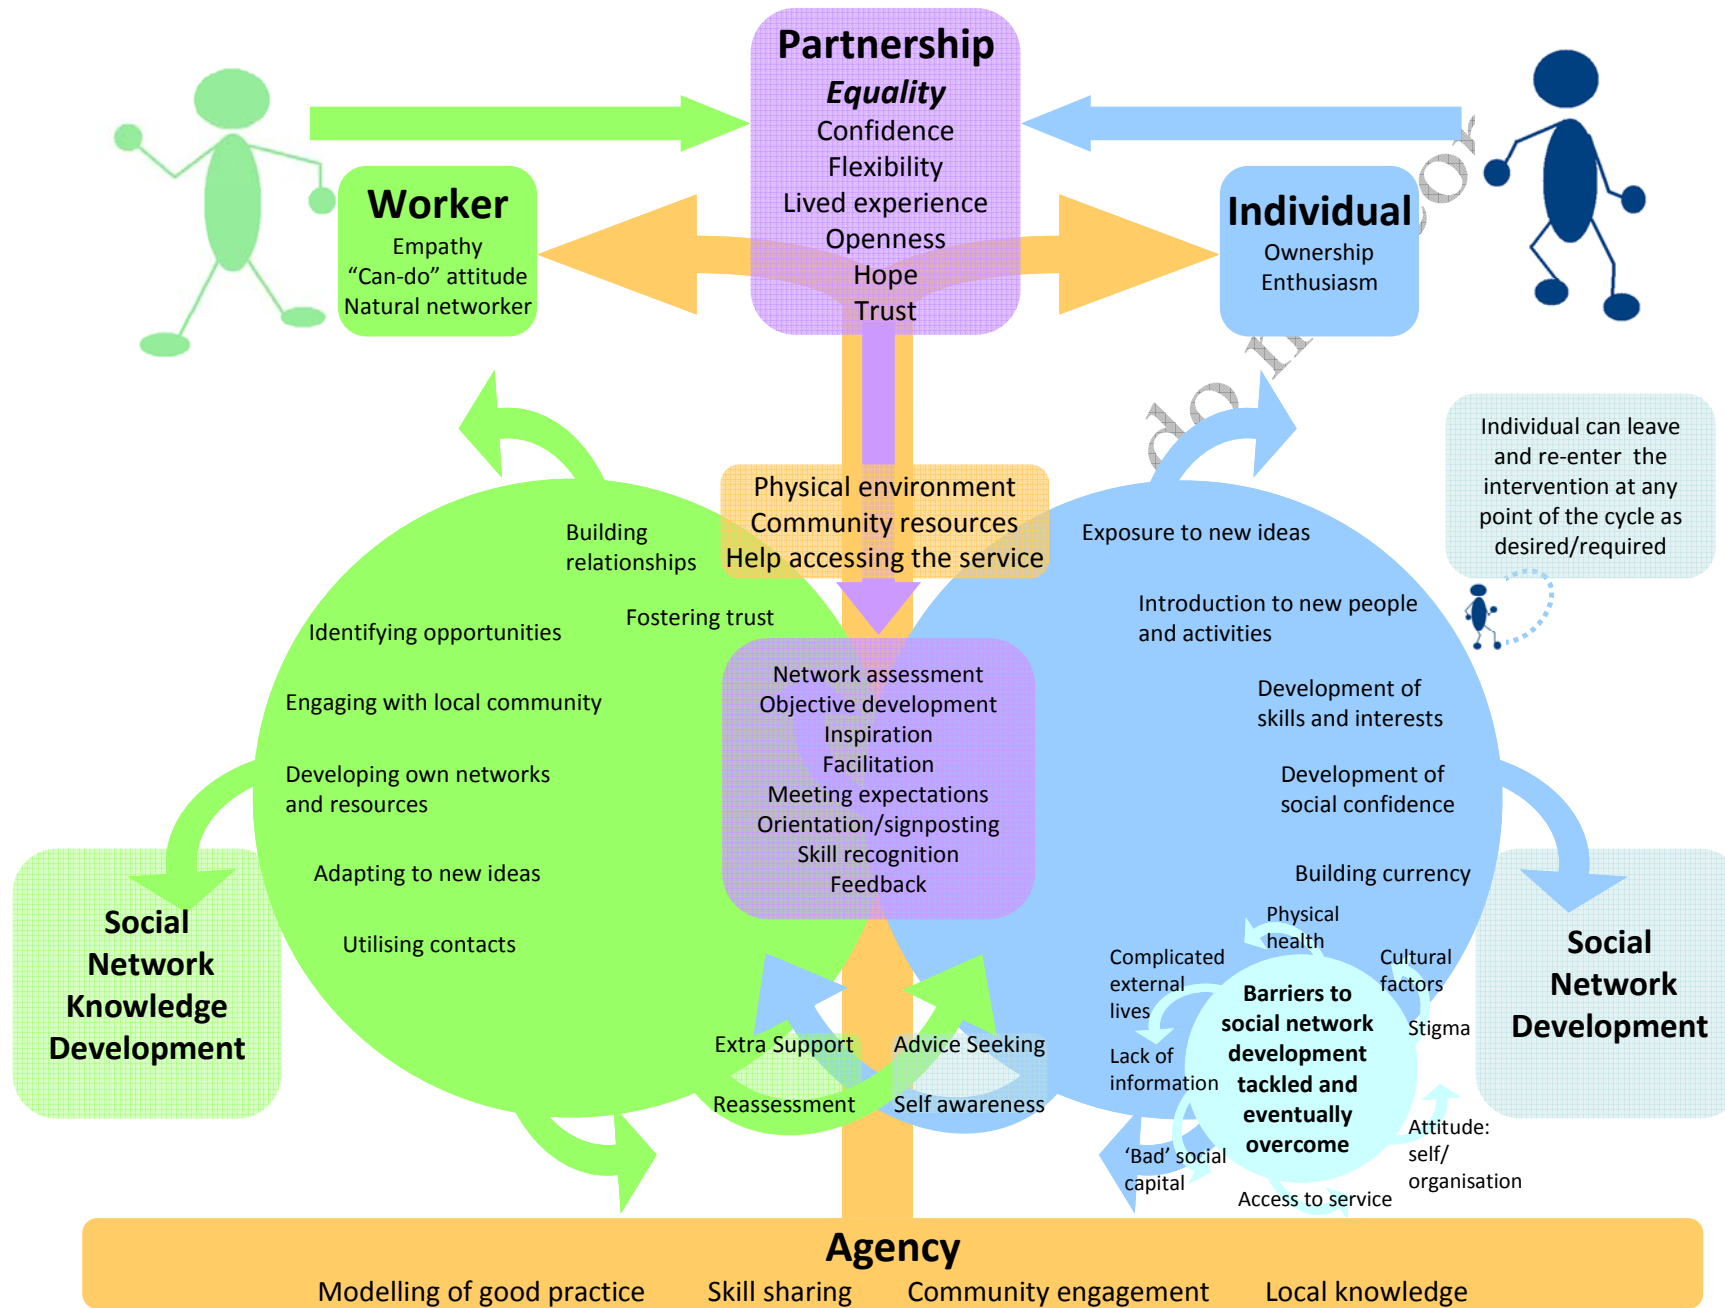 Partnership
Equality
Confidence
Flexibility
Lived experience
Openness
Hope
Trust
Worker
Empathy
“Can-do” attitude
Natural networker
Individual
Ownership
Enthusiasm
do
Individual can leave
and re-enter the
intervention at any
point of the cycle as
desired/required
Physical environment
Community resources
Help accessing the service
Building
relationships
Fostering trust
Identifying opportunities
Engaging with local community
Developing own networks
and resources
Adapting to new ideas
Utilising contacts
Social
Network
Knowledge
Development
Network assessment
Objective development
Inspiration
Facilitation
Meeting expectations
Orientation/signposting
Skill recognition
Feedback
Exposure to new ideas
Introduction to new people
and activities
Development of
skills and interests
Development of
social confidence
Building currency
Social
Network
Development
Physical
health
Complicated
external
lives
Cultural
factors
Stigma
Lack of
information
Barriers to
social network
development
tackled and
eventually
overcome
‘Bad’ social
capital
Attitude:
self/
organisation
Access to service
Extra Support
Advice Seeking
Reassessment
Self awareness
Agency
Modelling of good practice
Skill sharing
Community engagement
Local knowledge